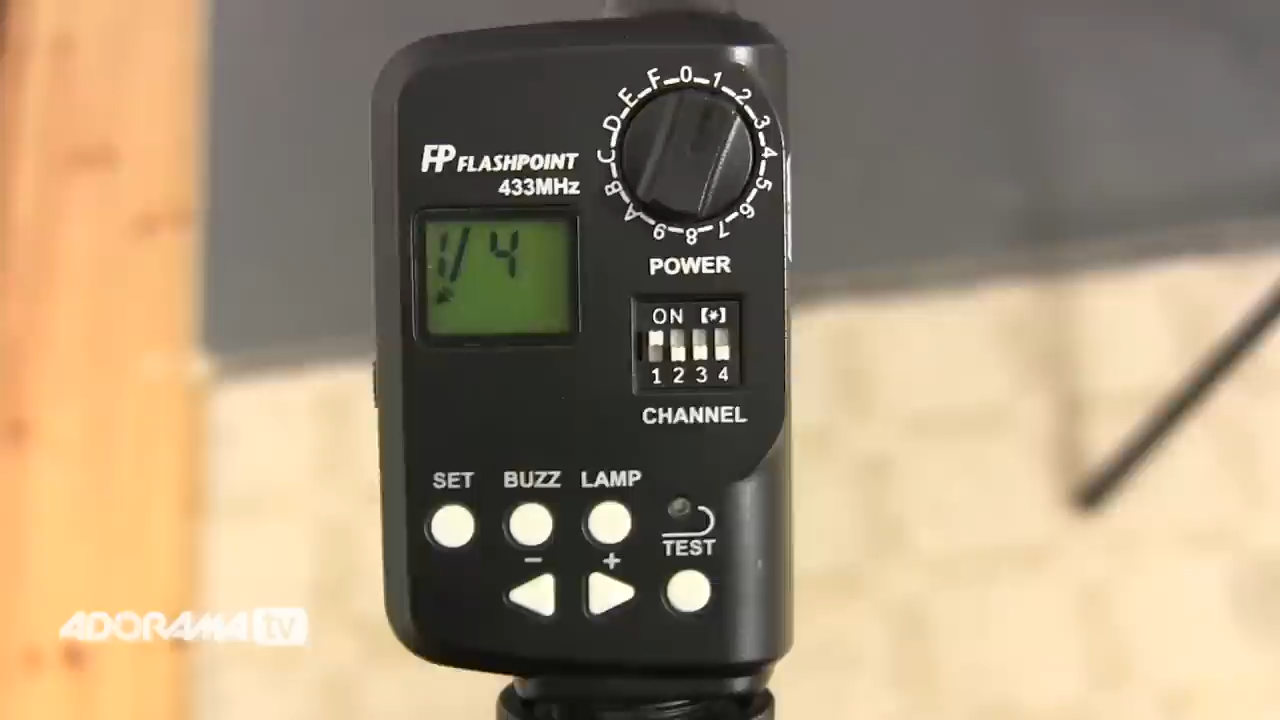 F 0 1 2 3 4 5 6 7 8 9 A B C D E
FP FLASHPOINT
433MHz
1/4
POWER
ON [*]
1 2 3 4
CHANNEL
SET BUZZ LAMP
TEST
- +
ADORAMA tv